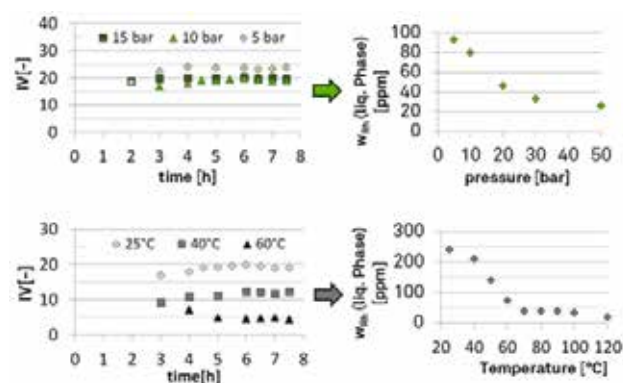 40
30
20
10
0
IV[-]
15 bar 10 bar 5 bar
0 1 2 3 4 5 6 7 8
time [h]
100
80
60
40
20
0
(liq. Phase)
[ppm]
0 10 20 30 40 50
pressure [bar]
30
20
10
0
IV[-]
25°C 40°C 60°C
0 1 2 3 4 5 6 7 8
time[h]
300
200
100
0
(liq. Phase)
[ppm]
20 40 60 80 100 120
Temperature [°C]